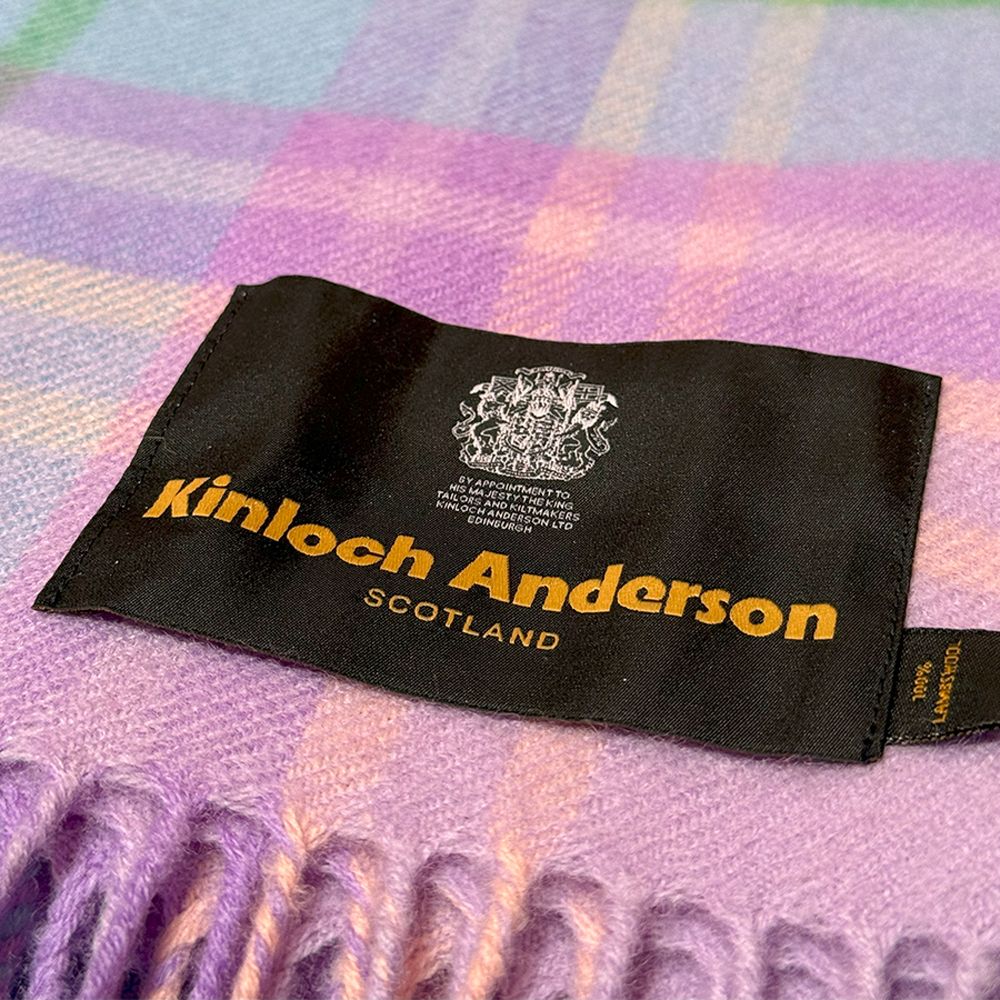 BY APPOINTMENT TO
HIS MAJESTY THE KING
TAILORS AND KILTMAKERS
KINLOCH ANDERSON LTD
EDINBURGH
Kinloch Anderson
SCOTLAND
100%
LAMBSWOOL